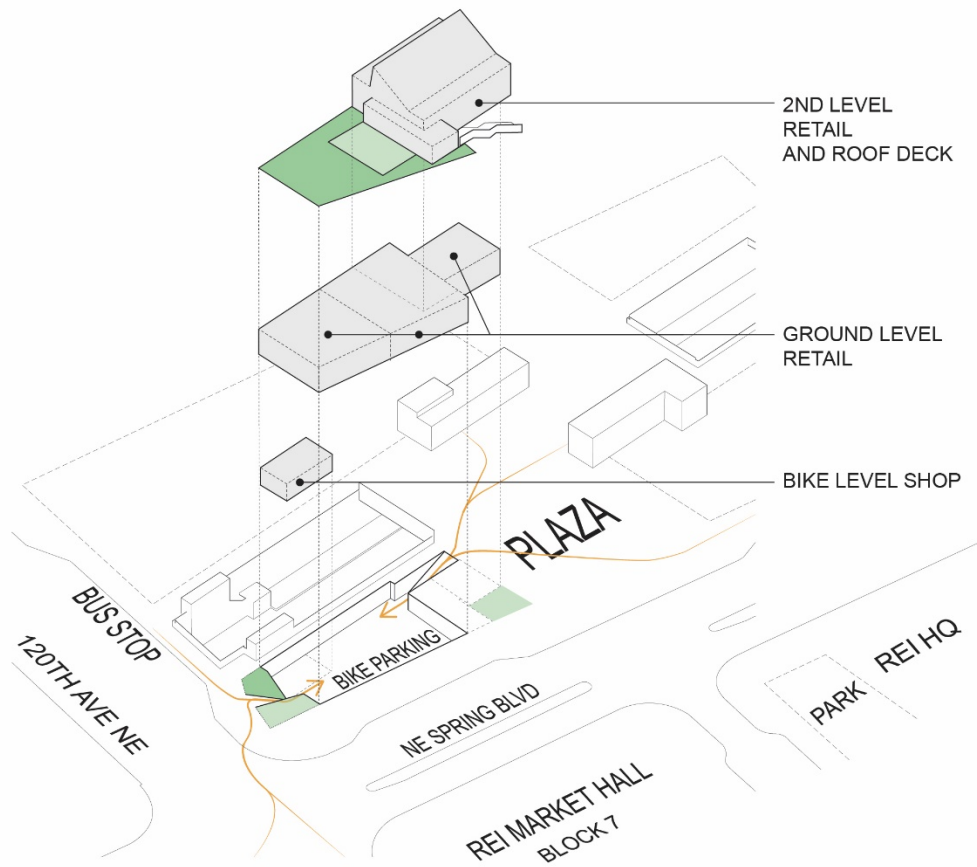 2ND LEVEL
RETAIL
AND ROOF DECK
GROUND LEVEL
RETAIL
BIKE LEVEL SHOP
PLAZA
BUS STOP
120TH AVE NE
BIKE PARKING
NE SPRING BLVD
REI HQ
PARK
REI MARKET HALL
BLOCK 7